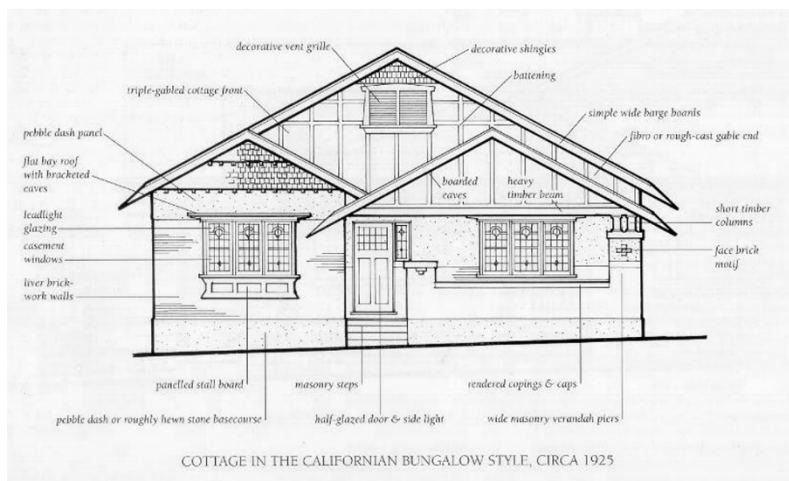 decorative vent grille
decorative shingles
battening
triple-gabled cottage front
simple wide barge boards
pebble dash panel
fibro or rough-cast gable end
flat bay roof
with bracketed
eaves
boarded
eaves
heavy
timber beam
leadlight
glazing
short timber
columns
casement
windows
face brick
motif
liver brick-
work walls
panelled stall board
masonry steps
rendered copings & caps
pebble dash or roughly hewn stone basecourse
half-glazed door & side light
wide masonry verandah piers
COTTAGE IN THE CALIFORNIAN BUNGALOW STYLE, CIRCA 1925